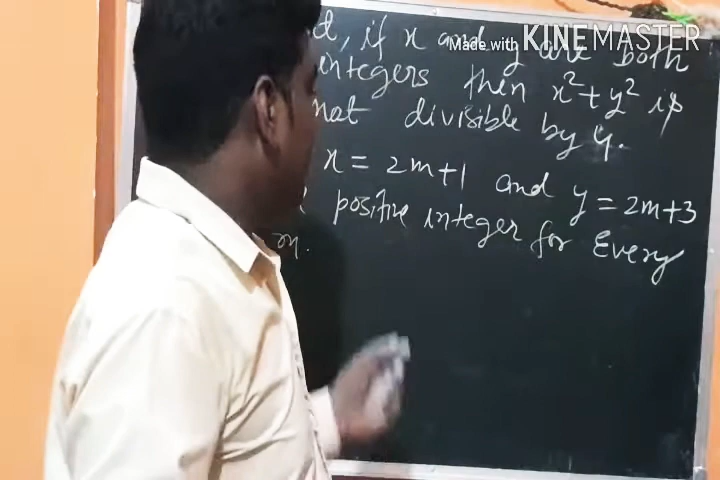 Made with KINEMASTER
if x and y are both
integers then x² + y² is
not divisible by 4.
x = 2m+1 and y = 2m+3
positive integer for Every
m.